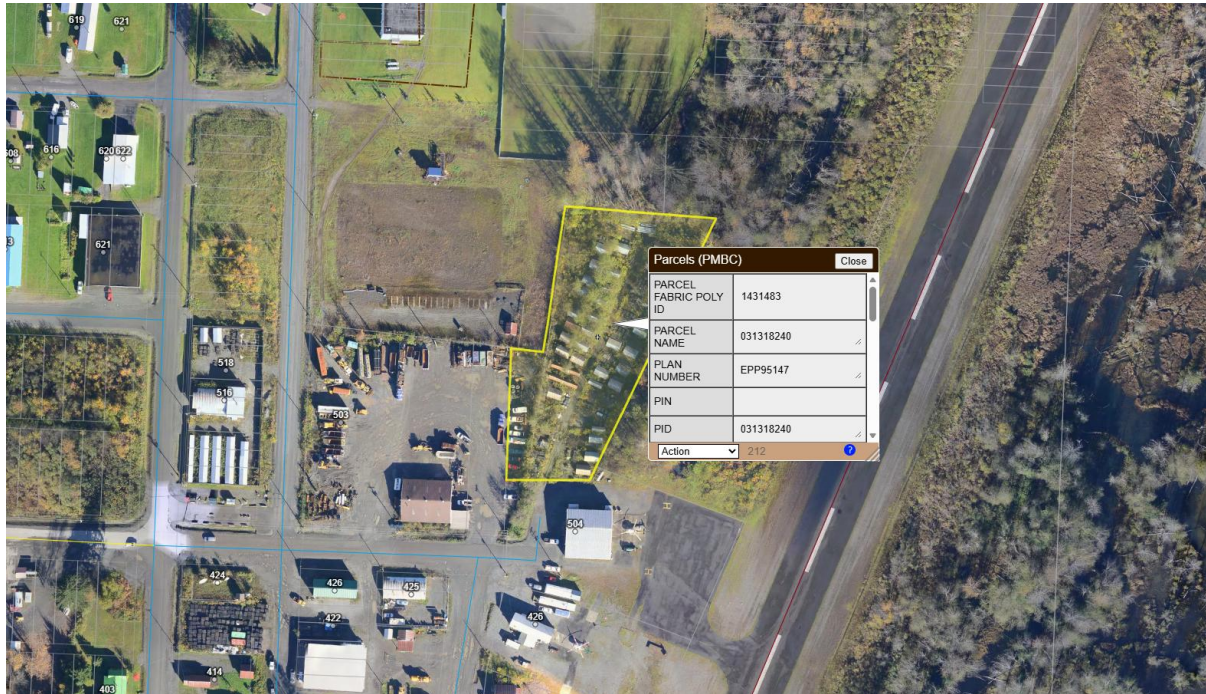 619
621
616
620
622
621
518
516
503
504
424
426
425
422
426
414
403
Parcels (PMBC)
Close
PARCEL FABRIC POLY ID
1431483
PARCEL NAME
031318240
PLAN NUMBER
EPP95147
PIN
PID
031318240
Action
212
?
H
H